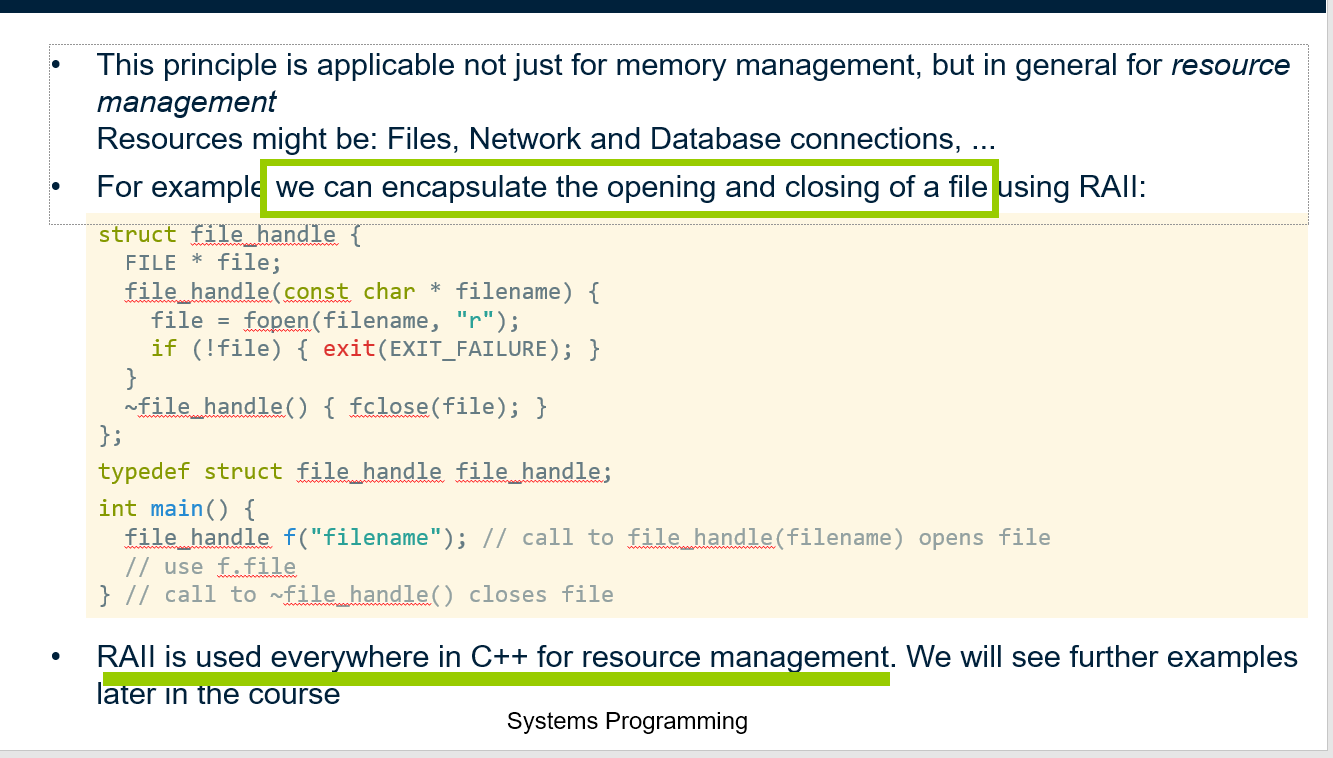 • This principle is applicable not just for memory management, but in general for resource
management
Resources might be: Files, Network and Database connections, ...
• For example we can encapsulate the opening and closing of a file using RAII:
struct file_handle {
  FILE * file;
  file_handle(const char * filename) {
    file = fopen(filename, "r");
    if (!file) { exit(EXIT_FAILURE); }
  }
  ~file_handle() { fclose(file); }
};
typedef struct file_handle file_handle;
int main() {
  file_handle f("filename"); // call to file_handle(filename) opens file
  // use f.file
} // call to ~file_handle() closes file
• RAII is used everywhere in C++ for resource management. We will see further examples
later in the course
Systems Programming